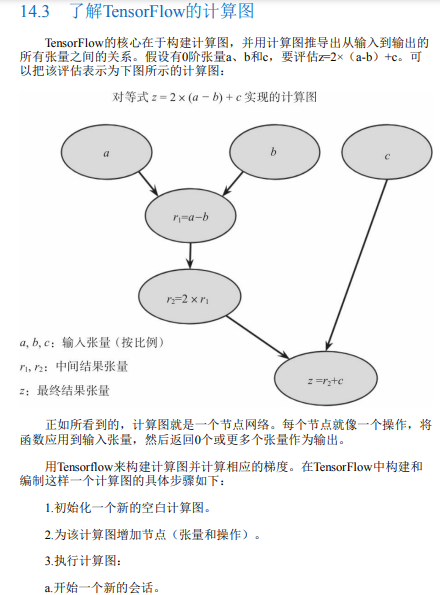 14.3 了解TensorFlow的计算图
TensorFlow的核心在于构建计算图，并用计算图推导出从输入到输出的
所有张量之间的关系。假设有0阶张量a、b和c，要评估z=2×（a-b）+c。可
以把该评估表示为下图所示的计算图：
对等式 z = 2 × (a − b) + c 实现的计算图
a
b
c
r₁=a−b
r₂=2 × r₁
z =r₂+c
a, b, c：输入张量（按比例）
r₁, r₂：中间结果张量
z：最终结果张量
正如所看到的，计算图就是一个节点网络。每个节点就像一个操作，将
函数应用到输入张量，然后返回0个或更多个张量作为输出。
用Tensorflow来构建计算图并计算相应的梯度。在TensorFlow中构建和
编制这样一个计算图的具体步骤如下：
1.初始化一个新的空白计算图。
2.为该计算图增加节点（张量和操作）。
3.执行计算图：
a.开始一个新的会话。